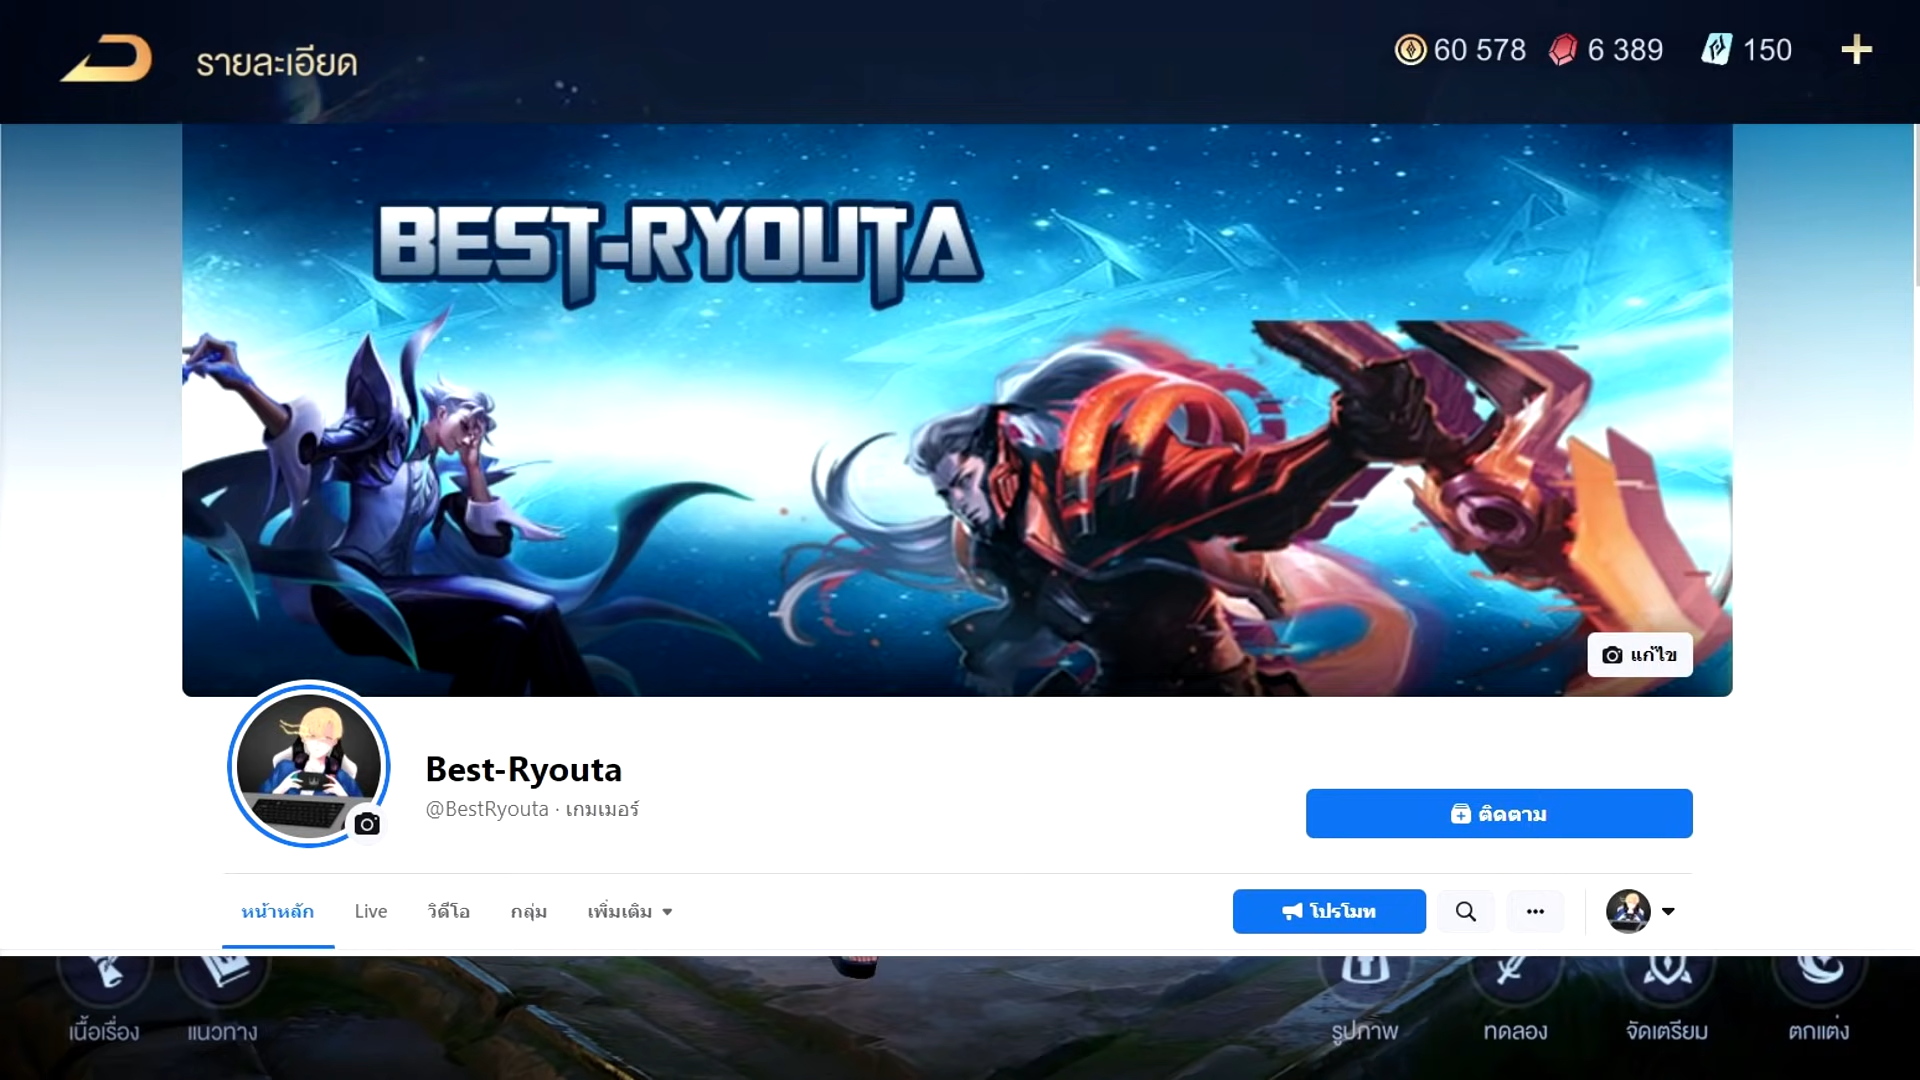 รายละเอียด
60 578
6 389
150
BEST-RYOUTA
แก้ไข
Best-Ryouta
@BestRyouta · เกมเมอร์
ติดตาม
หน้าหลัก
Live
วิดีโอ
กลุ่ม
เพิ่มเติม
โปรโมท
เนื้อเรื่อง
แนวทาง
รูปภาพ
ทดลอง
จัดเตรียม
ตกแต่ง